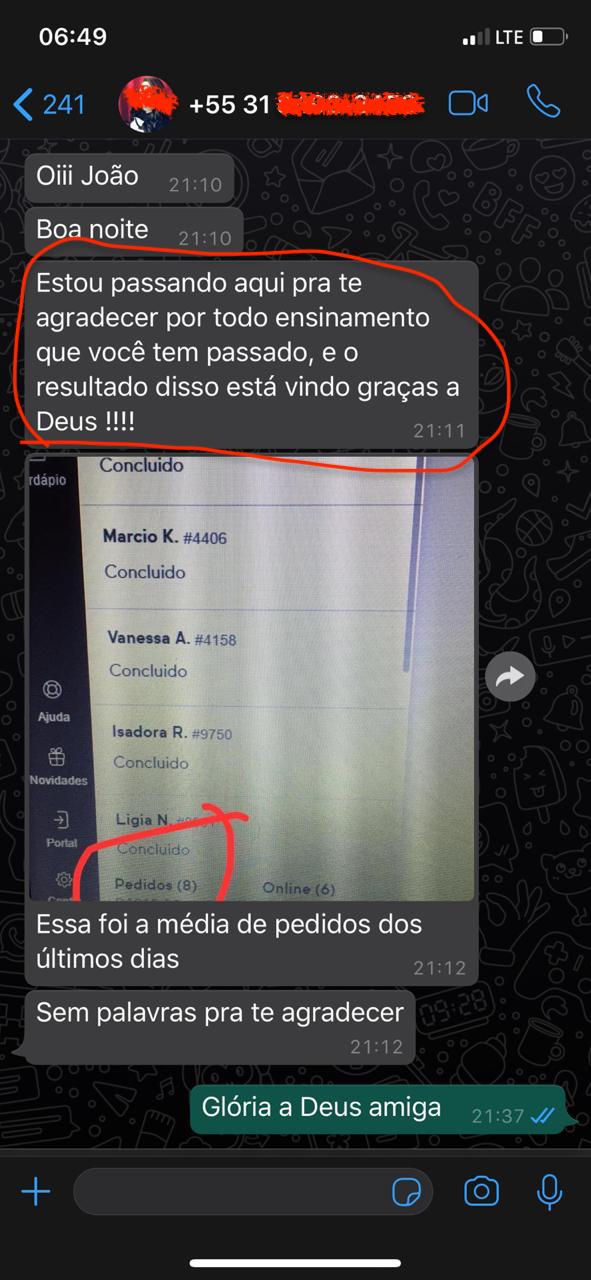 06:49
LTE
241
+55 31
Oiii João 21:10
Boa noite 21:10
Estou passando aqui pra te
agradecer por todo ensinamento
que você tem passado, e o
resultado disso está vindo graças a
Deus !!!! 21:11
rdápio
Concluido
Marcio K. #4406
Concluido
Vanessa A. #4158
Concluido
Ajuda
Isadora R. #9750
Concluido
Novidades
Ligia N.
Portal
Concluido
Pedidos (8) Online (6)
Essa foi a média de pedidos dos
últimos dias 21:12
Sem palavras pra te agradecer
21:12
Glória a Deus amiga 21:37